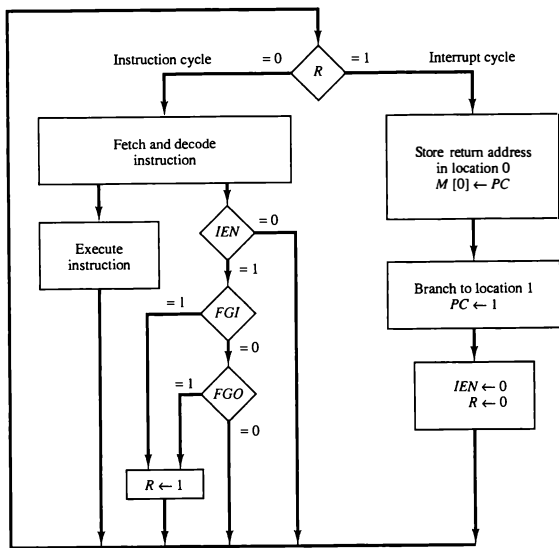 R
Instruction cycle
= 0
= 1
Interrupt cycle
Fetch and decode
instruction
Store return address
in location 0
M [0] ← PC
Execute
instruction
IEN
= 0
= 1
Branch to location 1
PC ← 1
FGI
= 1
= 0
IEN ← 0
R ← 0
FGO
= 1
= 0
R ← 1